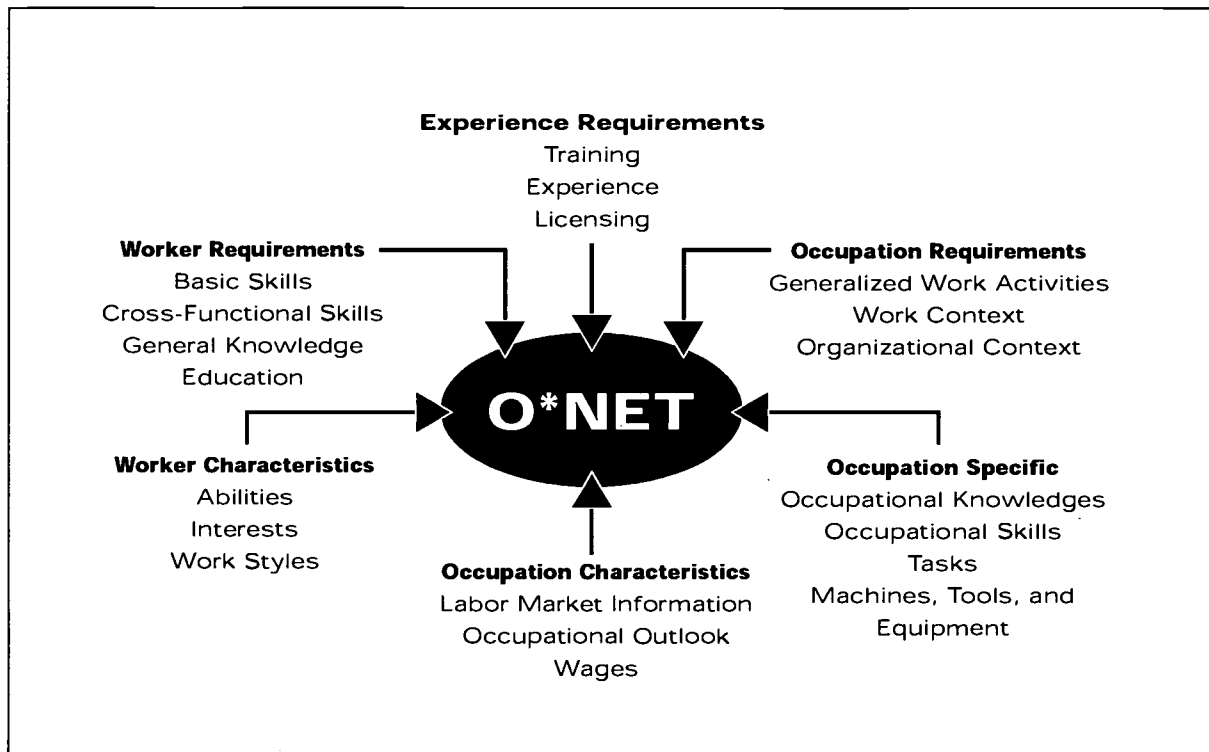 Experience Requirements
Training
Experience
Licensing
Worker Requirements
Basic Skills
Cross-Functional Skills
General Knowledge
Education
Occupation Requirements
Generalized Work Activities
Work Context
Organizational Context
O*NET
Worker Characteristics
Abilities
Interests
Work Styles
Occupation Characteristics
Labor Market Information
Occupational Outlook
Wages
Occupation Specific
Occupational Knowledges
Occupational Skills
Tasks
Machines, Tools, and
Equipment